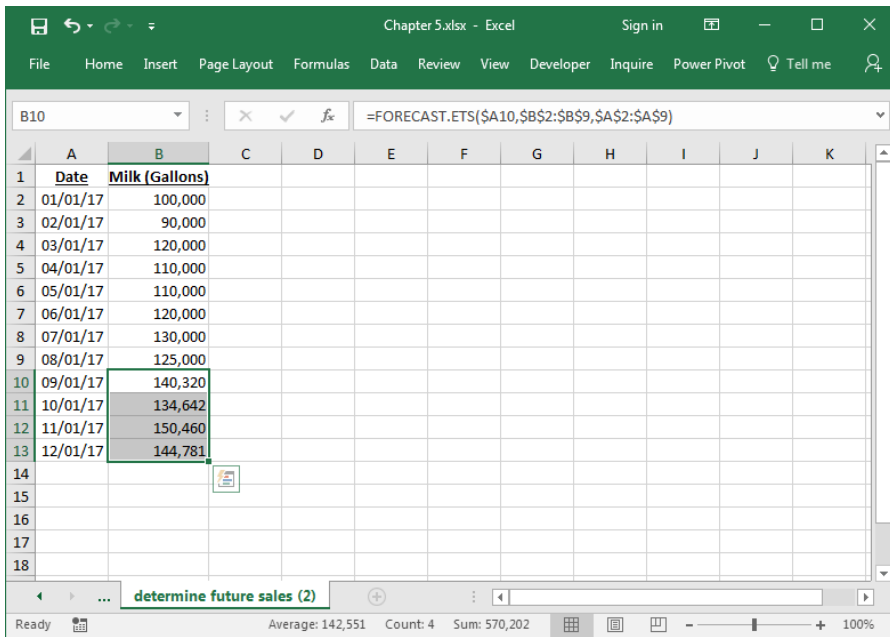 Chapter 5.xlsx - Excel Sign in
File Home Insert Page Layout Formulas Data Review View Developer Inquire Power Pivot Tell me
B10 fx =FORECAST.ETS($A10,$B$2:$B$9,$A$2:$A$9)
A B C D E F G H I J K
1 Date Milk (Gallons)
2 01/01/17 100,000
3 02/01/17 90,000
4 03/01/17 120,000
5 04/01/17 110,000
6 05/01/17 110,000
7 06/01/17 120,000
8 07/01/17 130,000
9 08/01/17 125,000
10 09/01/17 140,320
11 10/01/17 134,642
12 11/01/17 150,460
13 12/01/17 144,781
14
15
16
17
18
... determine future sales (2)
Ready Average: 142,551 Count: 4 Sum: 570,202 100%